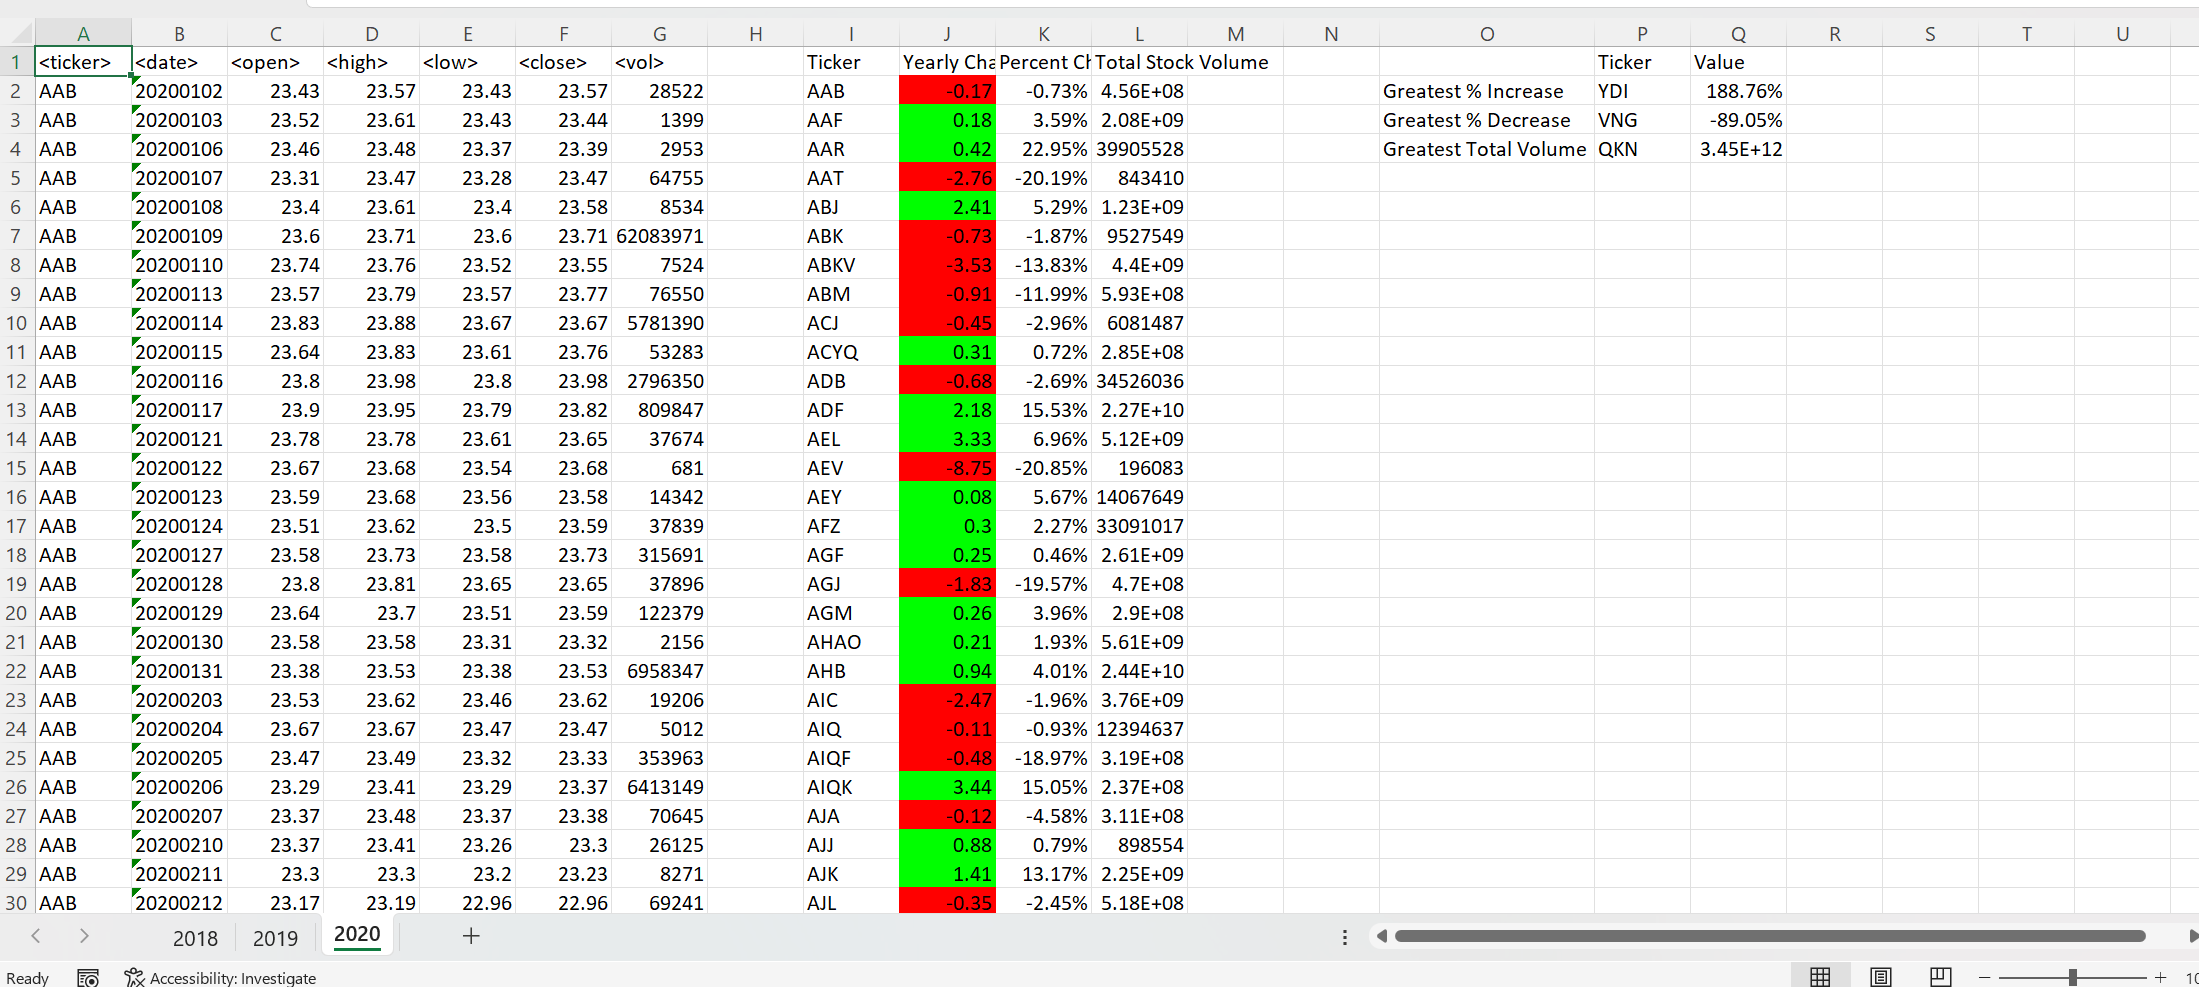 A B C D E F G H I J K L M N O P Q R S T U
1 <ticker> <date> <open> <high> <low> <close> <vol> Ticker Yearly Cha Percent Ch Total Stock Volume Ticker Value
2 AAB 20200102 23.43 23.57 23.43 23.57 28522 AAB -0.17 -0.73% 4.56E+08 Greatest % Increase YDI 188.76%
3 AAB 20200103 23.52 23.61 23.43 23.44 1399 AAF 0.18 3.59% 2.08E+09 Greatest % Decrease VNG -89.05%
4 AAB 20200106 23.46 23.48 23.37 23.39 2953 AAR 0.42 22.95% 39905528 Greatest Total Volume QKN 3.45E+12
5 AAB 20200107 23.31 23.47 23.28 23.47 64755 AAT -2.76 -20.19% 843410
6 AAB 20200108 23.4 23.61 23.4 23.58 8534 ABJ 2.41 5.29% 1.23E+09
7 AAB 20200109 23.6 23.71 23.6 23.71 62083971 ABK -0.73 -1.87% 9527549
8 AAB 20200110 23.74 23.76 23.52 23.55 7524 ABKV -3.53 -13.83% 4.4E+09
9 AAB 20200113 23.57 23.79 23.57 23.77 76550 ABM -0.91 -11.99% 5.93E+08
10 AAB 20200114 23.83 23.88 23.67 23.67 5781390 ACJ -0.45 -2.96% 6081487
11 AAB 20200115 23.64 23.83 23.61 23.76 53283 ACYQ 0.31 0.72% 2.85E+08
12 AAB 20200116 23.8 23.98 23.8 23.98 2796350 ADB -0.68 -2.69% 34526036
13 AAB 20200117 23.9 23.95 23.79 23.82 809847 ADF 2.18 15.53% 2.27E+10
14 AAB 20200121 23.78 23.78 23.61 23.65 37674 AEL 3.33 6.96% 5.12E+09
15 AAB 20200122 23.67 23.68 23.54 23.68 681 AEV -8.75 -20.85% 196083
16 AAB 20200123 23.59 23.68 23.56 23.58 14342 AEY 0.08 5.67% 14067649
17 AAB 20200124 23.51 23.62 23.5 23.59 37839 AFZ 0.3 2.27% 33091017
18 AAB 20200127 23.58 23.73 23.58 23.73 315691 AGF 0.25 0.46% 2.61E+09
19 AAB 20200128 23.8 23.81 23.65 23.65 37896 AGJ -1.83 -19.57% 4.7E+08
20 AAB 20200129 23.64 23.7 23.51 23.59 122379 AGM 0.26 3.96% 2.9E+08
21 AAB 20200130 23.58 23.58 23.31 23.32 2156 AHAO 0.21 1.93% 5.61E+09
22 AAB 20200131 23.38 23.53 23.38 23.53 6958347 AHB 0.94 4.01% 2.44E+10
23 AAB 20200203 23.53 23.62 23.46 23.62 19206 AIC -2.47 -1.96% 3.76E+09
24 AAB 20200204 23.67 23.67 23.47 23.47 5012 AIQ -0.11 -0.93% 12394637
25 AAB 20200205 23.47 23.49 23.32 23.33 353963 AIQF -0.48 -18.97% 3.19E+08
26 AAB 20200206 23.29 23.41 23.29 23.37 6413149 AIQK 3.44 15.05% 2.37E+08
27 AAB 20200207 23.37 23.48 23.37 23.38 70645 AJA -0.12 -4.58% 3.11E+08
28 AAB 20200210 23.37 23.41 23.26 23.3 26125 AJJ 0.88 0.79% 898554
29 AAB 20200211 23.3 23.3 23.2 23.23 8271 AJK 1.41 13.17% 2.25E+09
30 AAB 20200212 23.17 23.19 22.96 22.96 69241 AJL -0.35 -2.45% 5.18E+08
2018 2019 2020
Ready Accessibility: Investigate